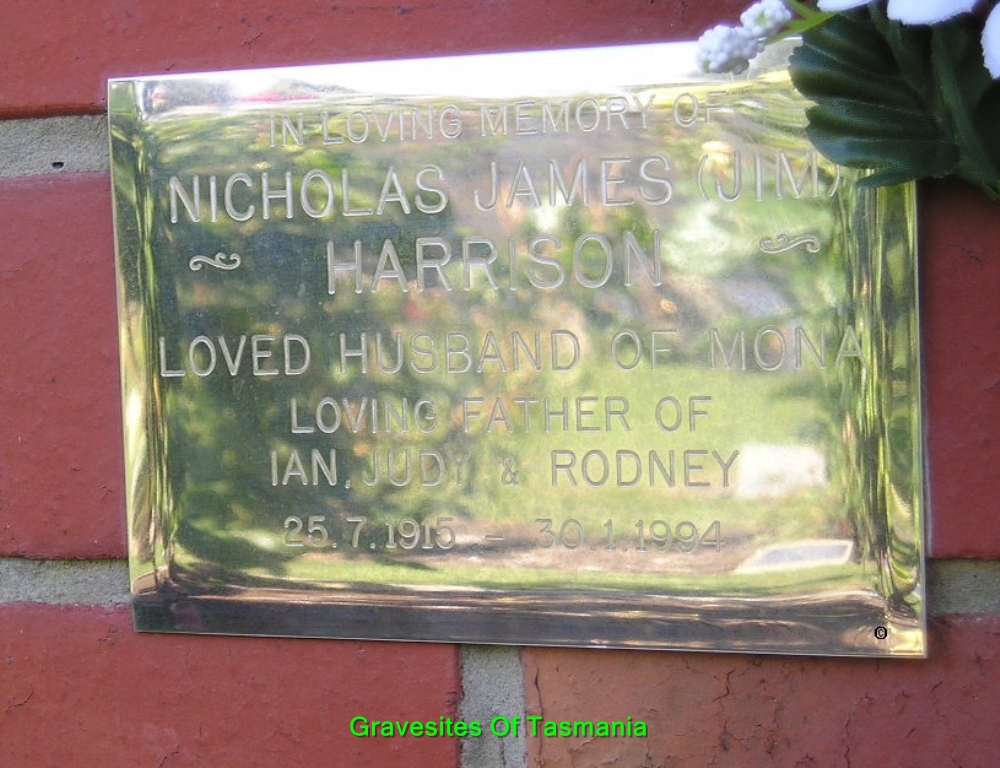 IN LOVING MEMORY OF
NICHOLAS JAMES (JIM)
HARRISON
LOVED HUSBAND OF MONA
LOVING FATHER OF
IAN, JUDY & RODNEY
25.7.1915 - 30.1.1994
©
Gravesites Of Tasmania